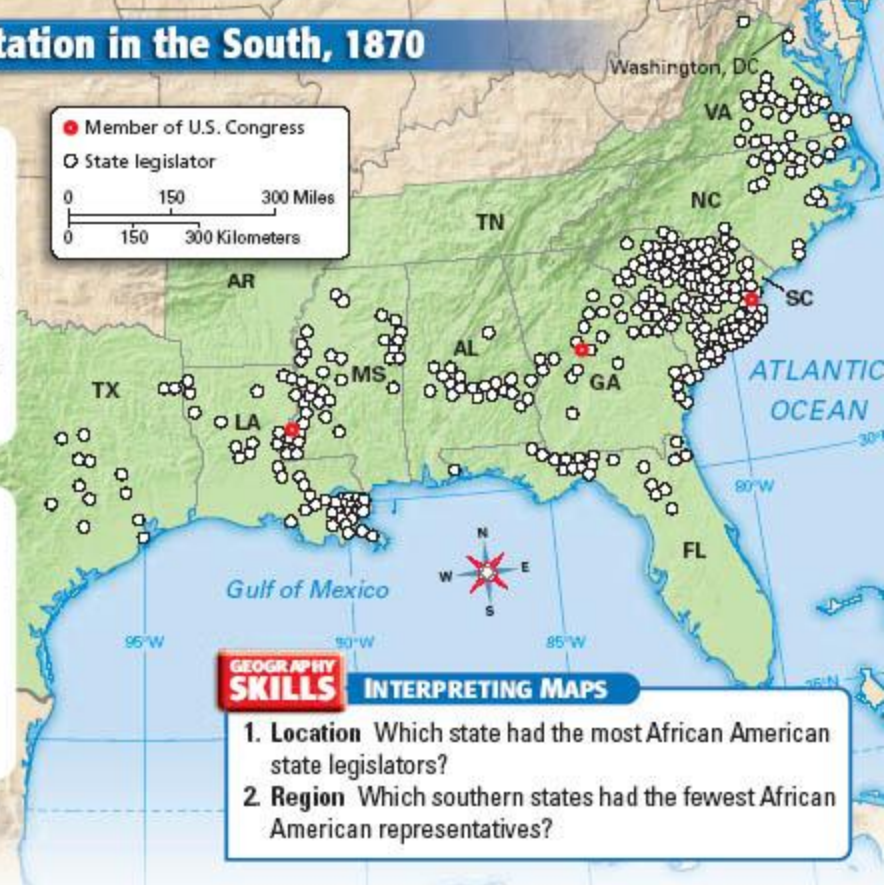 tation in the South, 1870
Member of U.S. Congress
State legislator
0 150 300 Miles
0 150 300 Kilometers
Washington, DC
VA
NC
TN
AR
SC
MS
AL
GA
TX
LA
FL
ATLANTIC
OCEAN
30°
80°W
N
W E
S
Gulf of Mexico
95°W 90°W 85°W
25°N
GEOGRAPHY
SKILLS INTERPRETING MAPS
1. Location Which state had the most African American
state legislators?
2. Region Which southern states had the fewest African
American representatives?